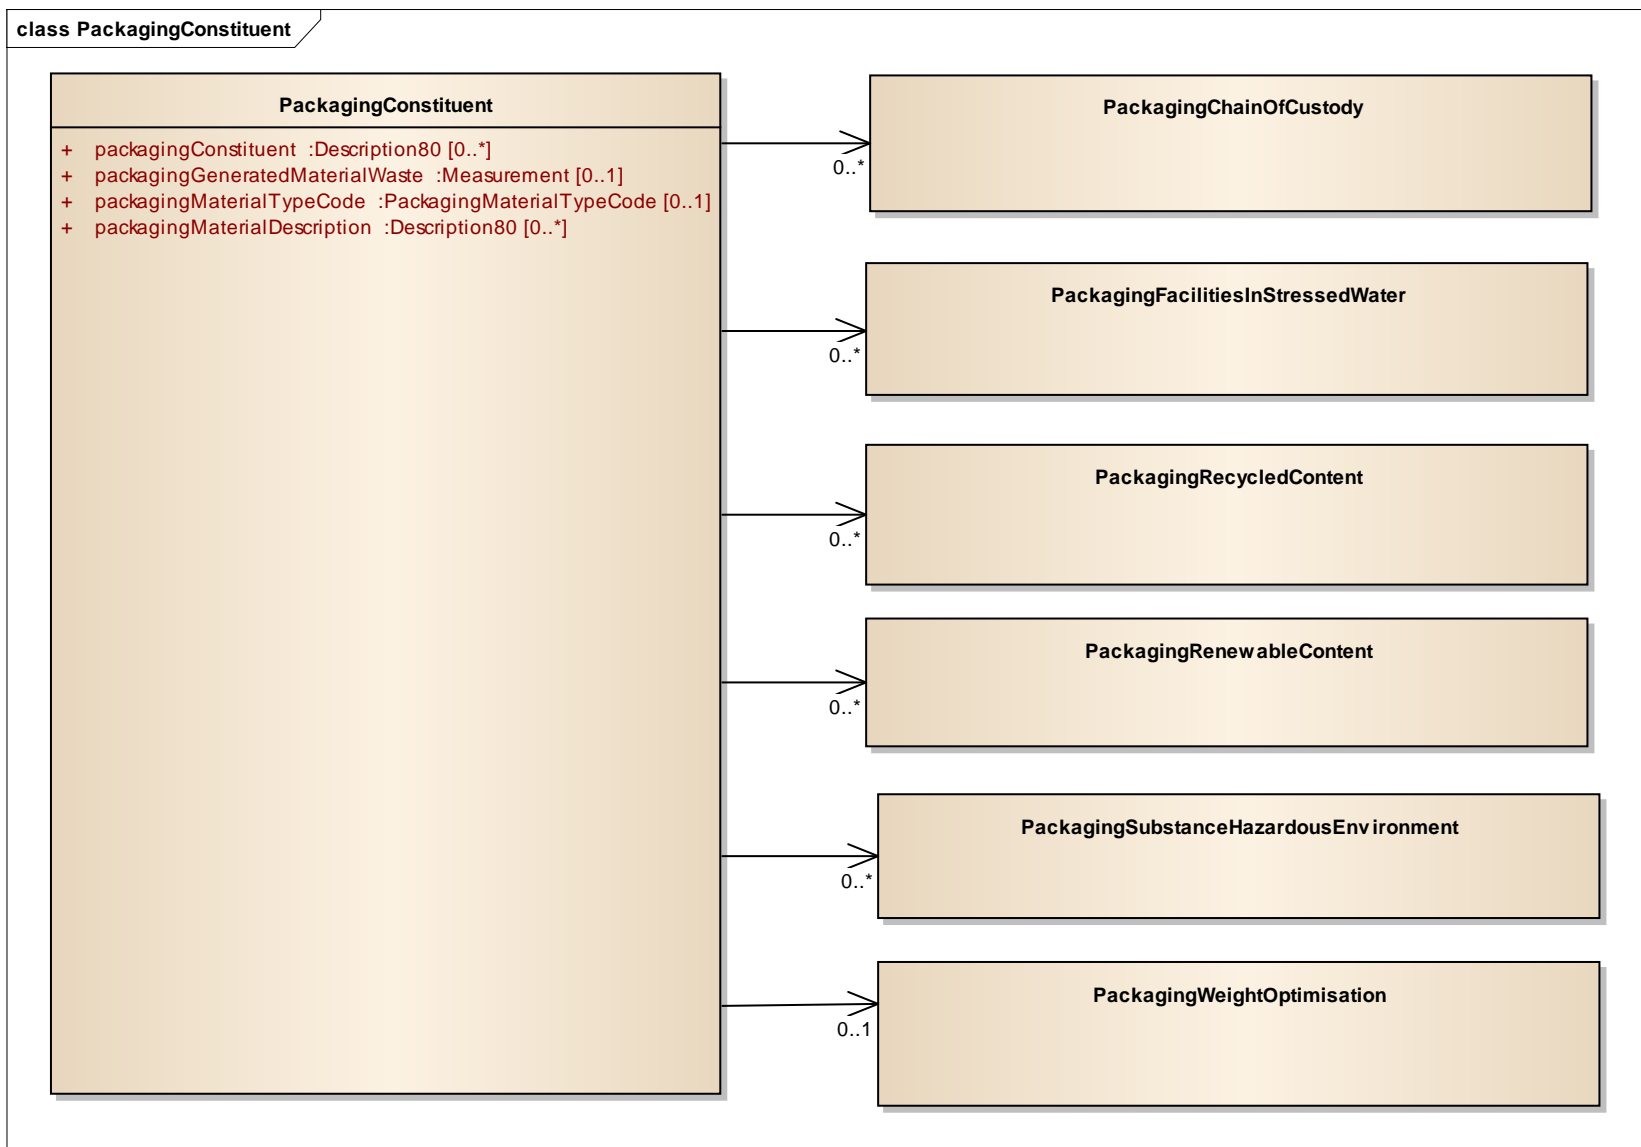 class PackagingConstituent
PackagingConstituent
+ packagingConstituent :Description80 [0..*]
+ packagingGeneratedMaterialWaste :Measurement [0..1]
+ packagingMaterialTypeCode :PackagingMaterialTypeCode [0..1]
+ packagingMaterialDescription :Description80 [0..*]
PackagingChainOfCustody
0..*
PackagingFacilitiesInStressedWater
0..*
PackagingRecycledContent
0..*
PackagingRenewableContent
0..*
PackagingSubstanceHazardousEnvironment
0..*
PackagingWeightOptimisation
0..1